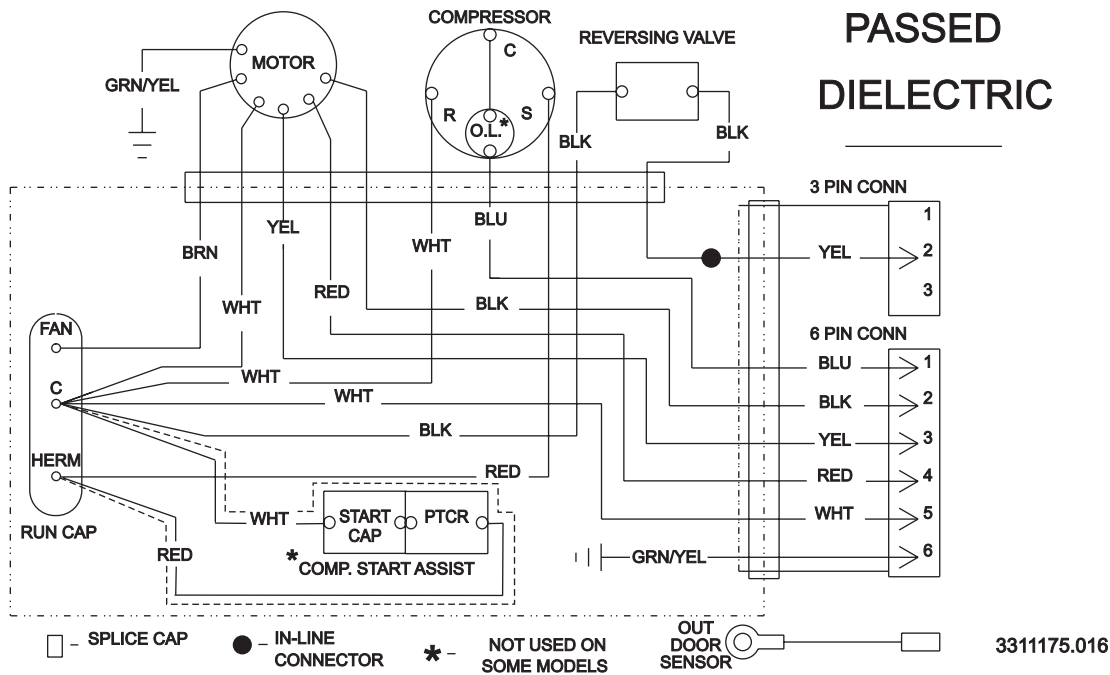 MOTOR
COMPRESSOR
C
R
S
O.L.*
REVERSING VALVE
PASSED
DIELECTRIC
GRN/YEL
BLK
BLK
3 PIN CONN
1
YEL
2
3
BRN
YEL
WHT
BLU
WHT
RED
BLK
6 PIN CONN
BLU
1
BLK
2
YEL
3
RED
4
WHT
5
GRN/YEL
6
FAN
C
HERM
RUN CAP
WHT
WHT
BLK
RED
WHT
START
CAP
PTCR
RED
* COMP. START ASSIST
- SPLICE CAP
- IN-LINE
CONNECTOR
* - NOT USED ON
SOME MODELS
OUT
DOOR
SENSOR
3311175.016